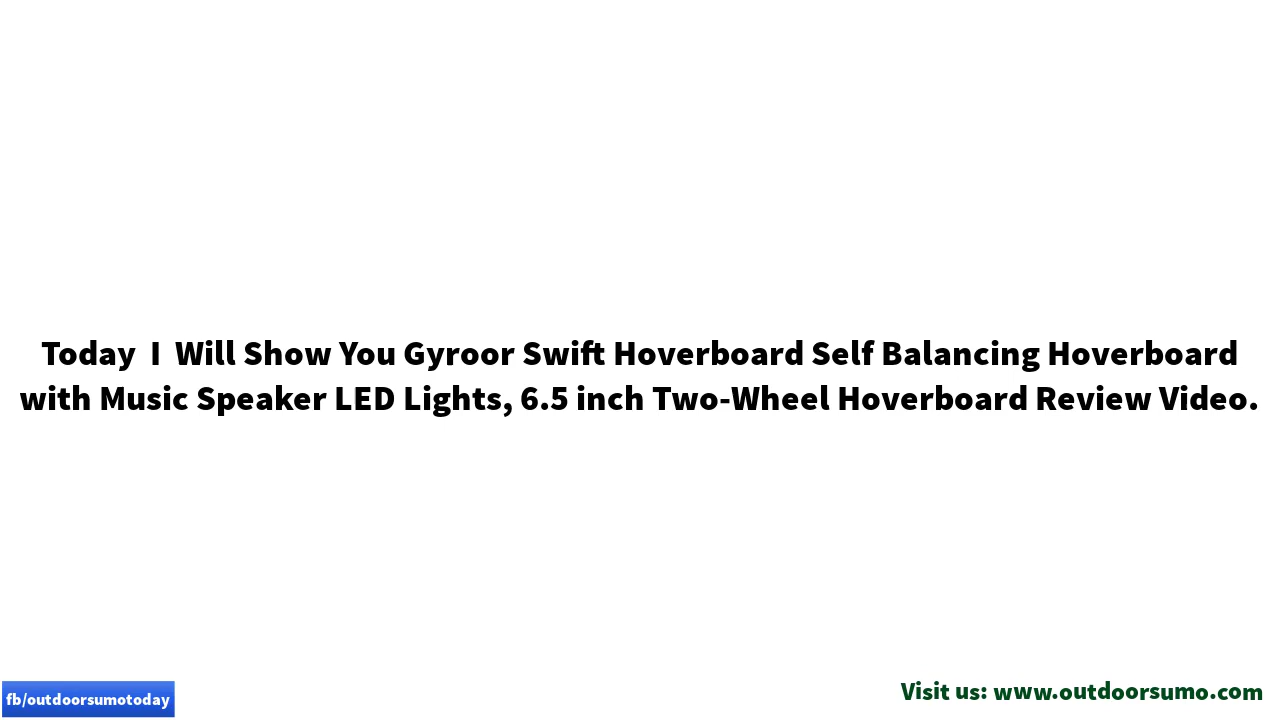 Today I Will Show You Gyroor Swift Hoverboard Self Balancing Hoverboard
with Music Speaker LED Lights, 6.5 inch Two-Wheel Hoverboard Review Video.
fb/outdoorsumotoday
Visit us: www.outdoorsumo.com